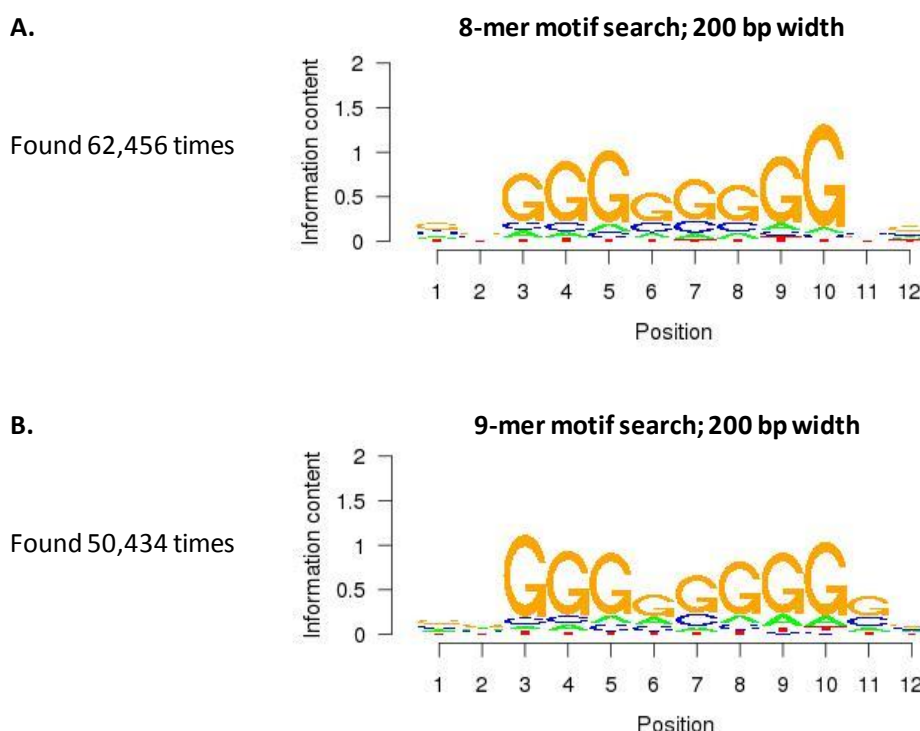 A.
8-mer motif search; 200 bp width
Found 62,456 times
Information content
2
1.5
1
0.5
0
G G G G G G G G
1 2 3 4 5 6 7 8 9 10 11 12
Position
B.
9-mer motif search; 200 bp width
Found 50,434 times
Information content
2
1.5
1
0.5
0
G G G G G G G G G
1 2 3 4 5 6 7 8 9 10 11 12
Position